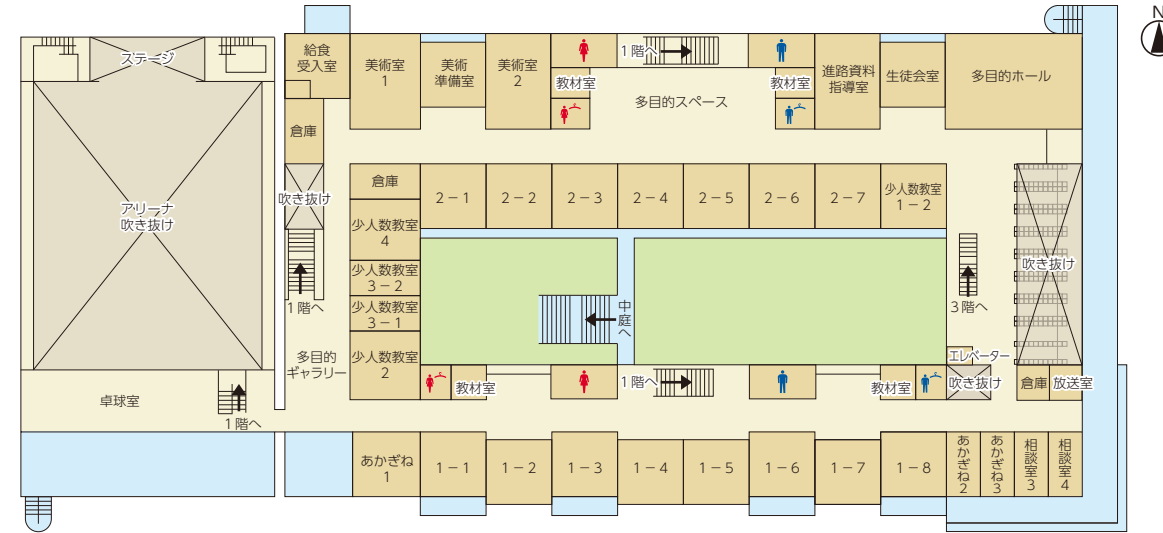 N
ステージ
給食
受入室
美術室
1
美術
準備室
美術室
2
教材室
1階へ
多目的スペース
教材室
進路資料
指導室
生徒会室
多目的ホール
倉庫
アリーナ
吹き抜け
吹き抜け
倉庫
2－1
2－2
2－3
2－4
2－5
2－6
2－7
少人数教室
1－2
少人数教室
4
少人数教室
3－2
少人数教室
3－1
少人数教室
2
1階へ
多目的
ギャラリー
中庭へ
3階へ
吹き抜け
エレベーター
吹き抜け
倉庫
放送室
教材室
1階へ
教材室
卓球室
1階へ
あかぎね
1
1－1
1－2
1－3
1－4
1－5
1－6
1－7
1－8
あかぎね2
あかぎね3
相談室3
相談室4